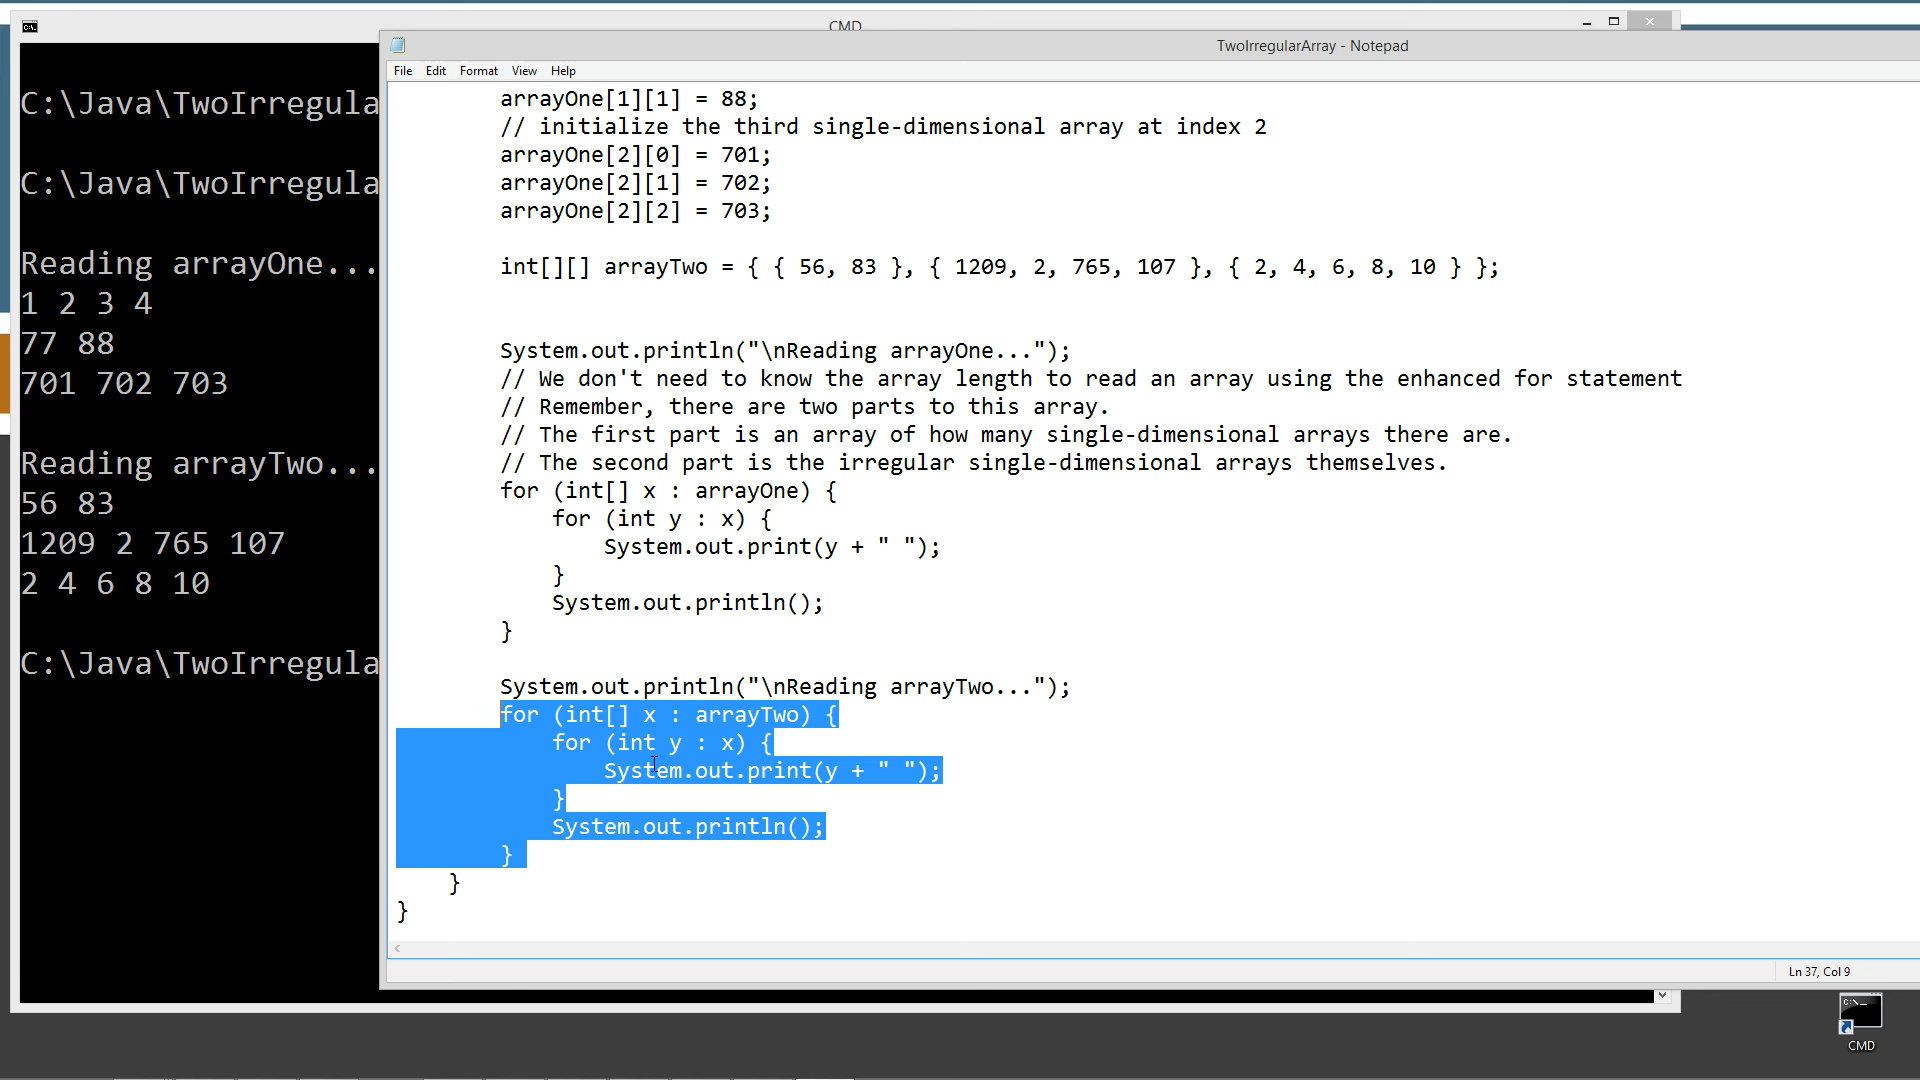 CMD
TwoIrregularArray - Notepad
File Edit Format View Help
C:\Java\TwoIrregula
C:\Java\TwoIrregula
Reading arrayOne...
1 2 3 4
77 88
701 702 703
Reading arrayTwo...
56 83
1209 2 765 107
2 4 6 8 10
C:\Java\TwoIrregula
arrayOne[1][1] = 88;
// initialize the third single-dimensional array at index 2
arrayOne[2][0] = 701;
arrayOne[2][1] = 702;
arrayOne[2][2] = 703;
int[][] arrayTwo = { { 56, 83 }, { 1209, 2, 765, 107 }, { 2, 4, 6, 8, 10 } };
System.out.println("\nReading arrayOne...");
// We don't need to know the array length to read an array using the enhanced for statement
// Remember, there are two parts to this array.
// The first part is an array of how many single-dimensional arrays there are.
// The second part is the irregular single-dimensional arrays themselves.
for (int[] x : arrayOne) {
for (int y : x) {
System.out.print(y + " ");
}
System.out.println();
}
System.out.println("\nReading arrayTwo...");
for (int[] x : arrayTwo) {
for (int y : x) {
System.out.print(y + " ");
}
System.out.println();
}
}
}
Ln 37, Col 9
CMD